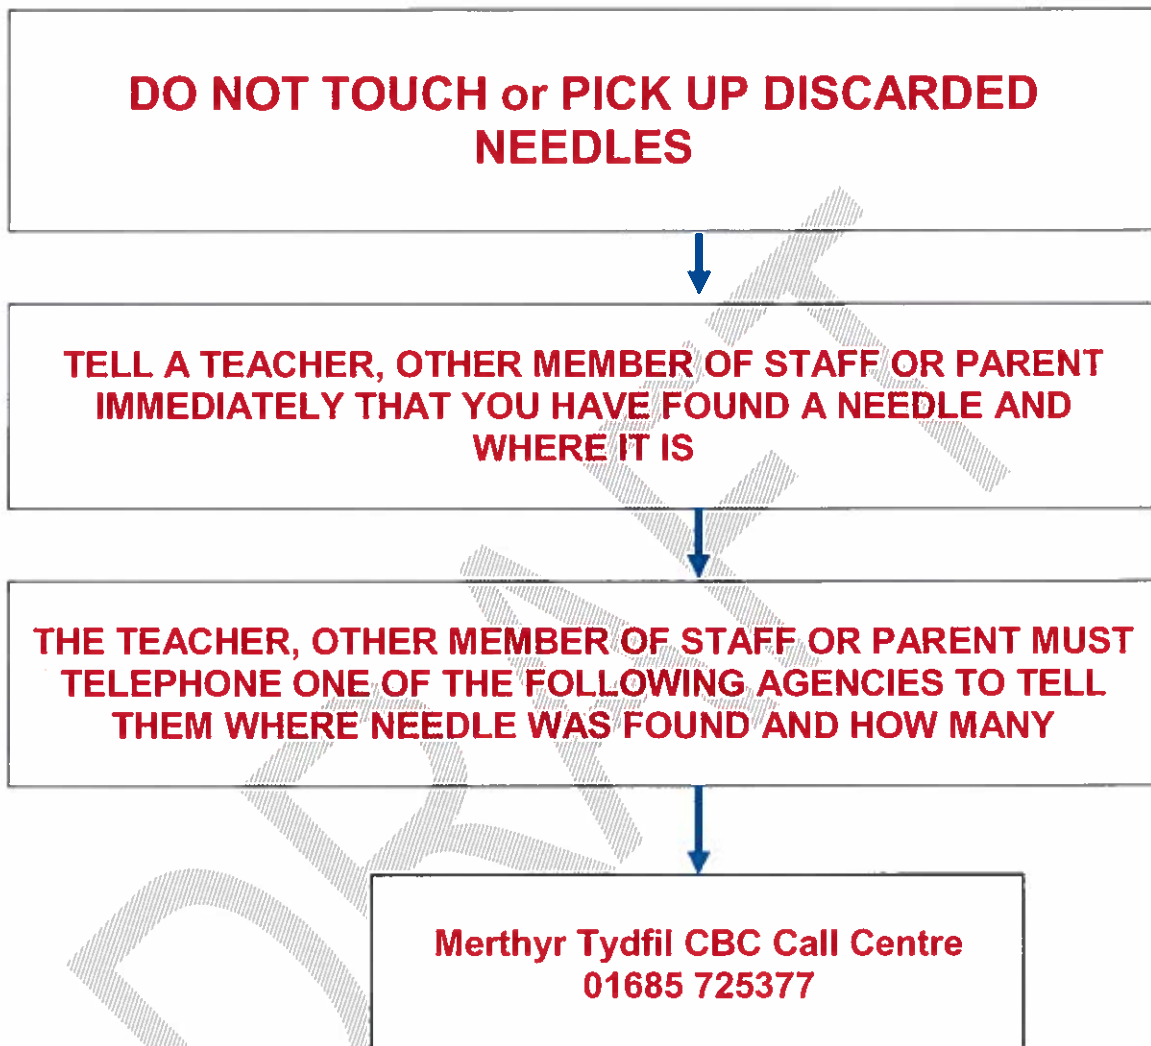 DO NOT TOUCH or PICK UP DISCARDED
NEEDLES
TELL A TEACHER, OTHER MEMBER OF STAFF OR PARENT
IMMEDIATELY THAT YOU HAVE FOUND A NEEDLE AND
WHERE IT IS
THE TEACHER, OTHER MEMBER OF STAFF OR PARENT MUST
TELEPHONE ONE OF THE FOLLOWING AGENCIES TO TELL
THEM WHERE NEEDLE WAS FOUND AND HOW MANY
Merthyr Tydfil CBC Call Centre
01685 725377
DRAFT